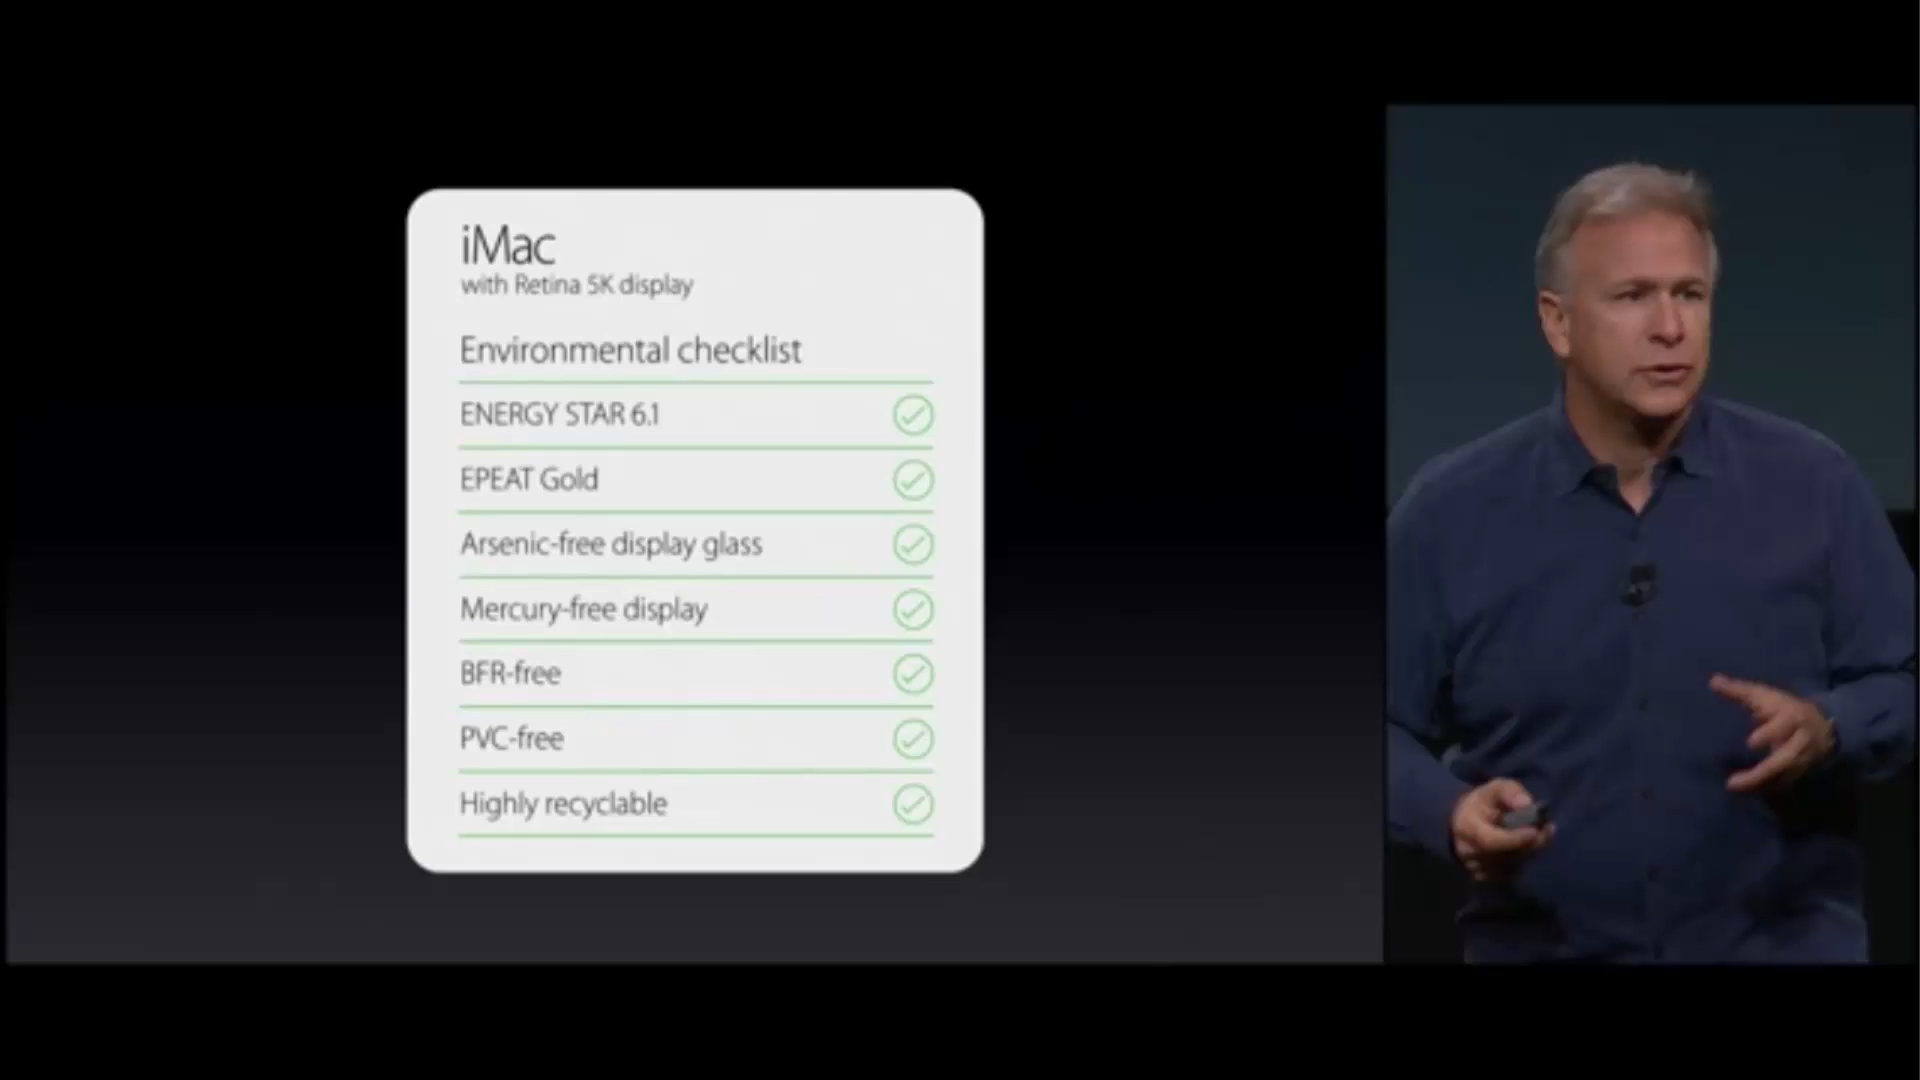 iMac
with Retina 5K display
Environmental checklist
ENERGY STAR 6.1
EPEAT Gold
Arsenic-free display glass
Mercury-free display
BFR-free
PVC-free
Highly recyclable